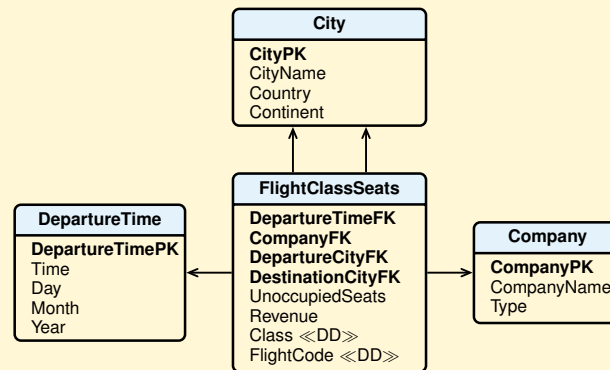 City
CityPK
CityName
Country
Continent
FlightClassSeats
DepartureTimeFK
CompanyFK
DepartureCityFK
DestinationCityFK
UnoccupiedSeats
Revenue
Class ≪DD≫
FlightCode ≪DD≫
DepartureTime
DepartureTimePK
Time
Day
Month
Year
Company
CompanyPK
CompanyName
Type